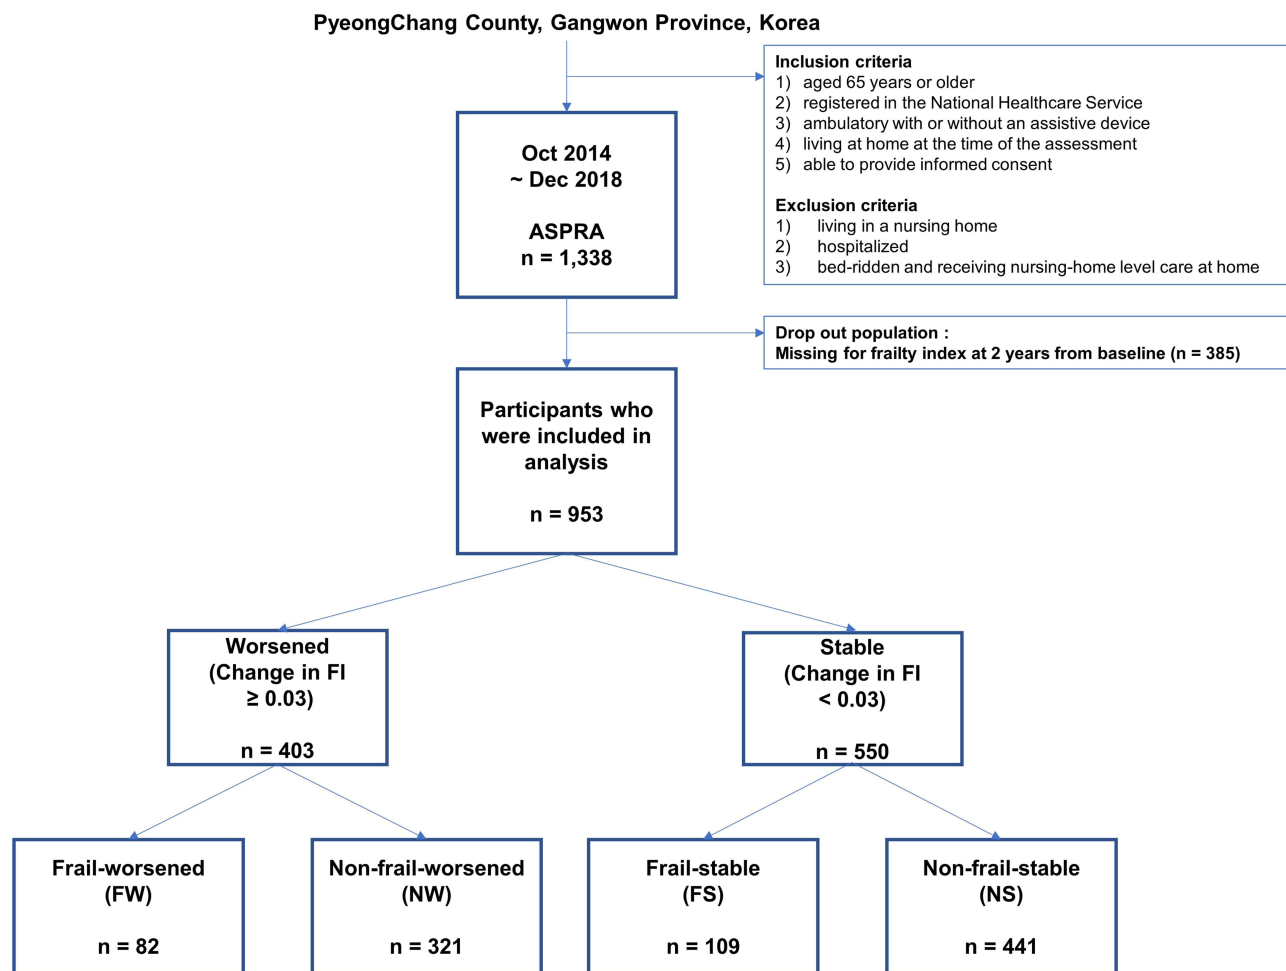 PyeongChang County, Gangwon Province, Korea
Inclusion criteria
1) aged 65 years or older
2) registered in the National Healthcare Service
3) ambulatory with or without an assistive device
4) living at home at the time of the assessment
5) able to provide informed consent
Exclusion criteria
1) living in a nursing home
2) hospitalized
3) bed-ridden and receiving nursing-home level care at home
Oct 2014
~ Dec 2018
ASPRA
n = 1,338
Drop out population :
Missing for frailty index at 2 years from baseline (n = 385)
Participants who
were included in
analysis
n = 953
Worsened
(Change in FI
≥ 0.03)
n = 403
Stable
(Change in FI
< 0.03)
n = 550
Frail-worsened
(FW)
n = 82
Non-frail-worsened
(NW)
n = 321
Frail-stable
(FS)
n = 109
Non-frail-stable
(NS)
n = 441